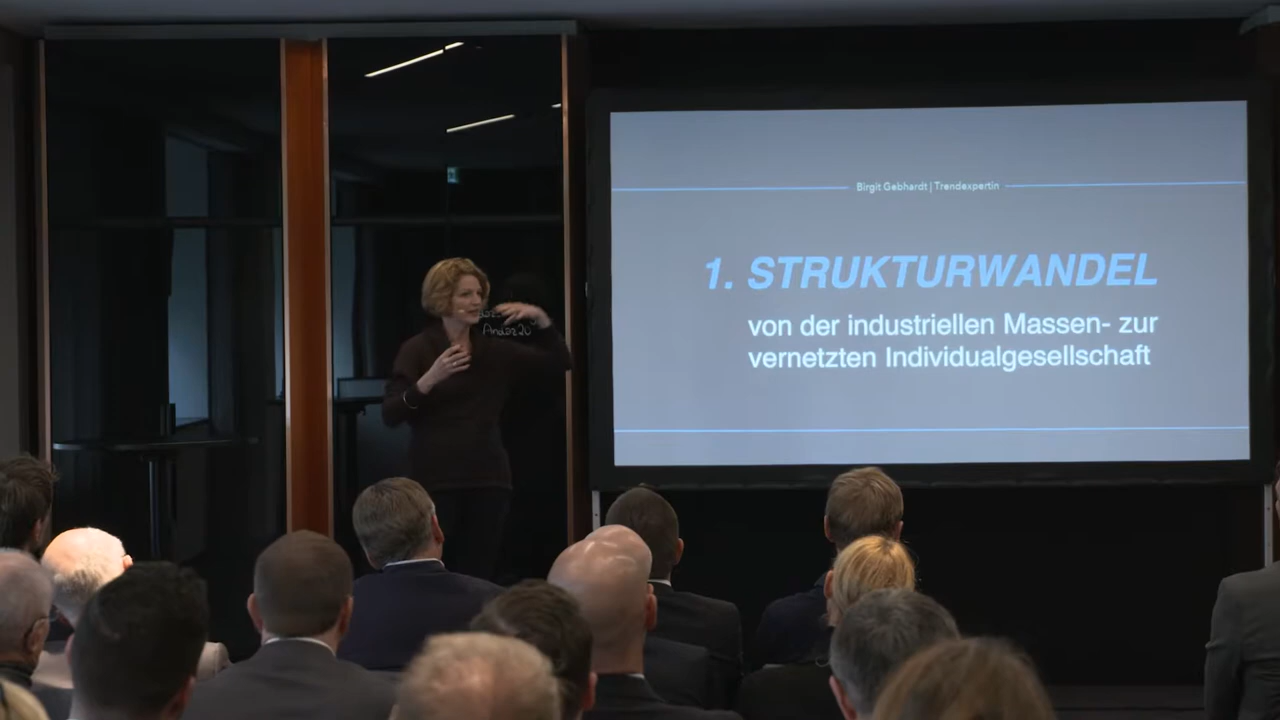 Birgit Gebhardt | Trendexpertin
1. STRUKTURWANDEL
von der industriellen Massen- zur
vernetzten Individualgesellschaft